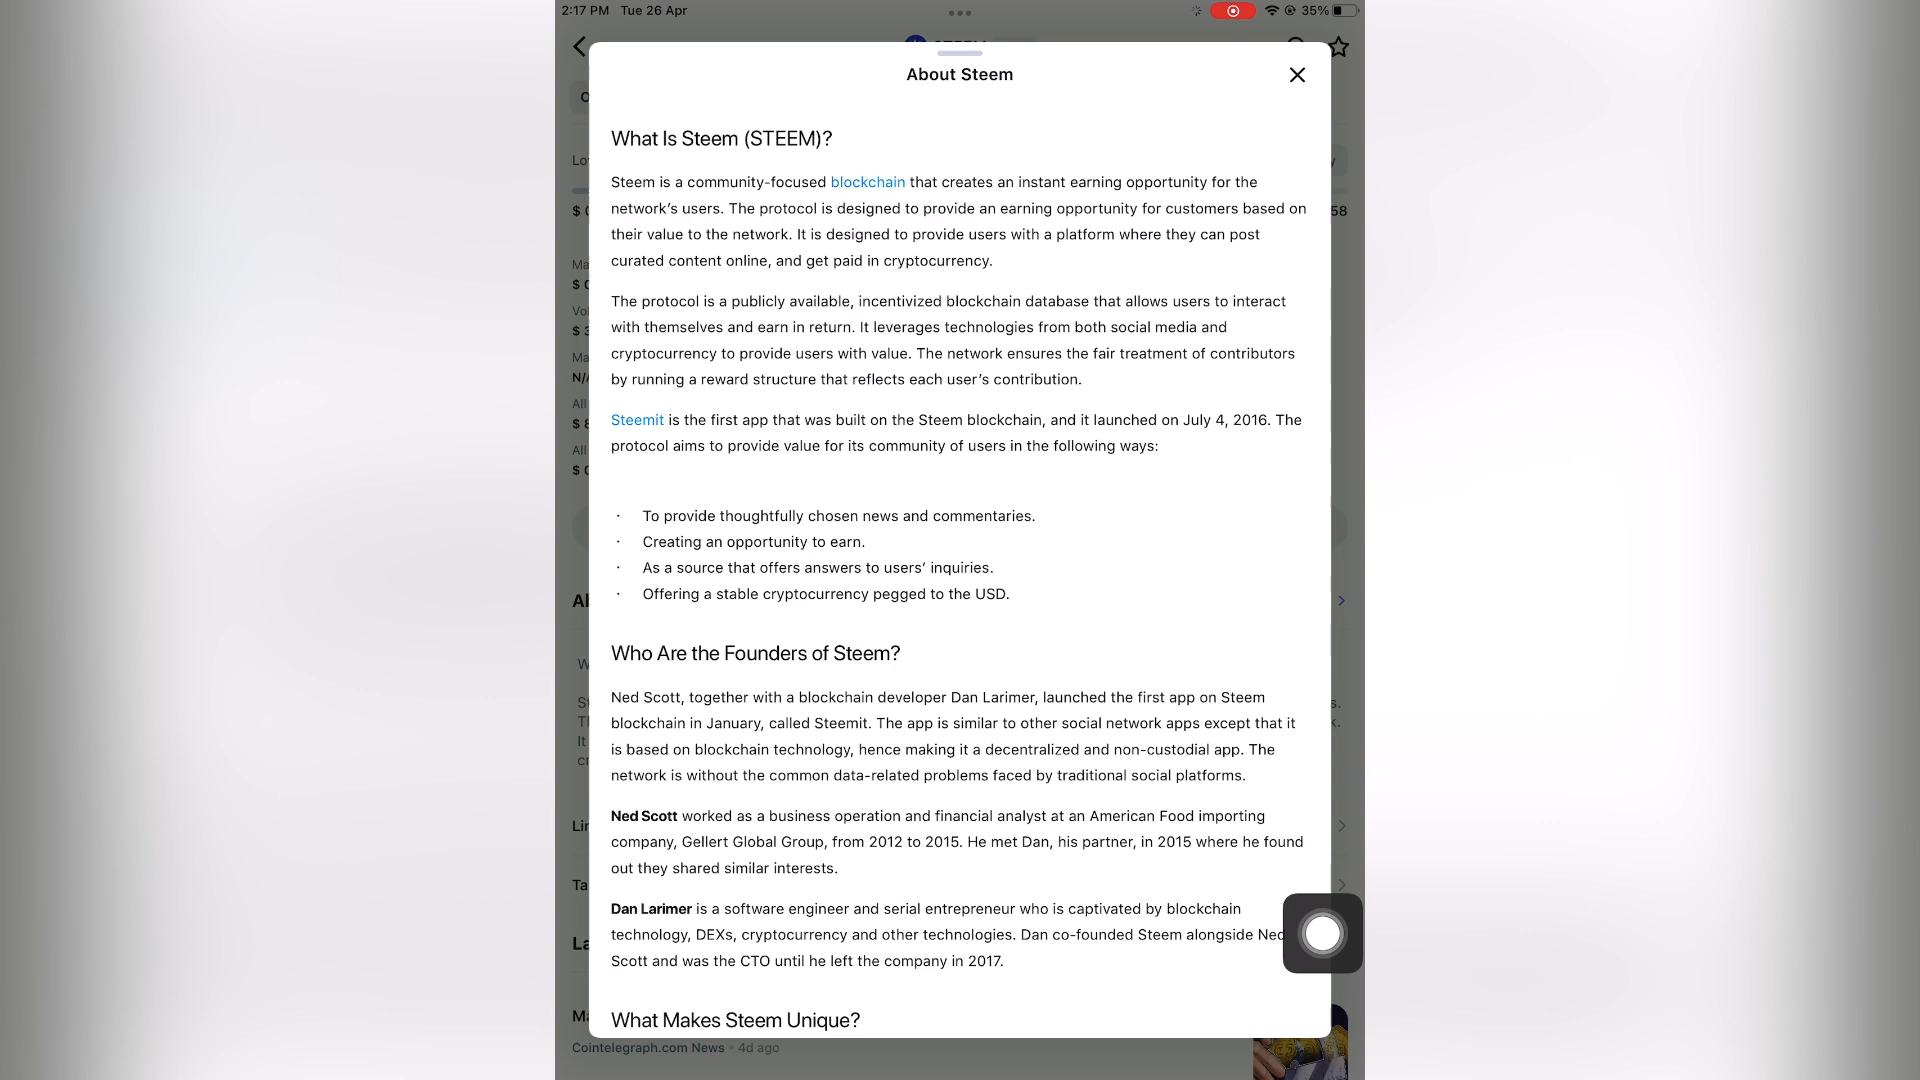 2:17 PM Tue 26 Apr
35%
About Steem
What Is Steem (STEEM)?
Steem is a community-focused blockchain that creates an instant earning opportunity for the
network’s users. The protocol is designed to provide an earning opportunity for customers based on
their value to the network. It is designed to provide users with a platform where they can post
curated content online, and get paid in cryptocurrency.
The protocol is a publicly available, incentivized blockchain database that allows users to interact
with themselves and earn in return. It leverages technologies from both social media and
cryptocurrency to provide users with value. The network ensures the fair treatment of contributors
by running a reward structure that reflects each user’s contribution.
Steemit is the first app that was built on the Steem blockchain, and it launched on July 4, 2016. The
protocol aims to provide value for its community of users in the following ways:
· To provide thoughtfully chosen news and commentaries.
· Creating an opportunity to earn.
· As a source that offers answers to users’ inquiries.
· Offering a stable cryptocurrency pegged to the USD.
Who Are the Founders of Steem?
Ned Scott, together with a blockchain developer Dan Larimer, launched the first app on Steem
blockchain in January, called Steemit. The app is similar to other social network apps except that it
is based on blockchain technology, hence making it a decentralized and non-custodial app. The
network is without the common data-related problems faced by traditional social platforms.
Ned Scott worked as a business operation and financial analyst at an American Food importing
company, Gellert Global Group, from 2012 to 2015. He met Dan, his partner, in 2015 where he found
out they shared similar interests.
Dan Larimer is a software engineer and serial entrepreneur who is captivated by blockchain
technology, DEXs, cryptocurrency and other technologies. Dan co-founded Steem alongside Ned
Scott and was the CTO until he left the company in 2017.
What Makes Steem Unique?
Cointelegraph.com News • 4d ago